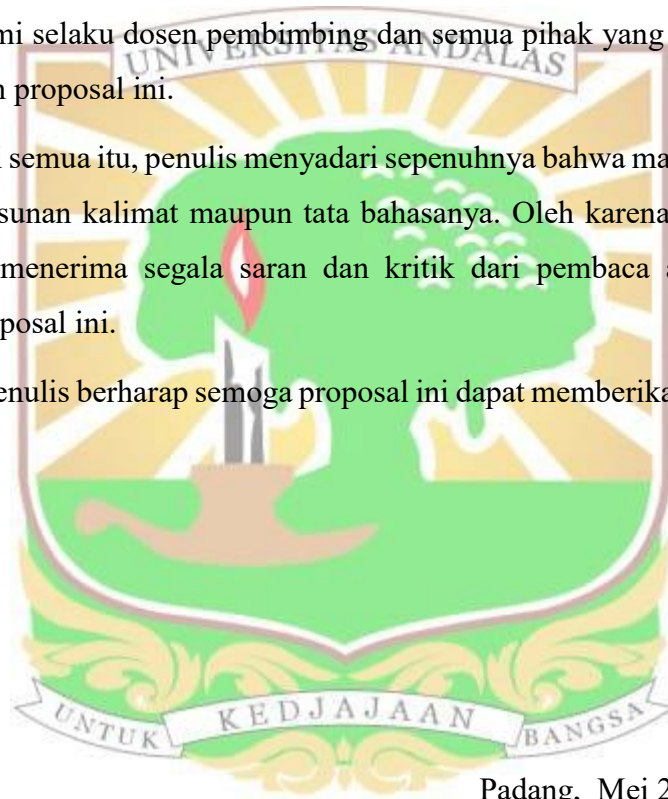 mi selaku dosen pembimbing dan semua pihak yang
UNIVERSITAS ANDALAS
n proposal ini.
i semua itu, penulis menyadari sepenuhnya bahwa ma
sunan kalimat maupun tata bahasanya. Oleh karena
menerima segala saran dan kritik dari pembaca a
posal ini.
enulis berharap semoga proposal ini dapat memberika
UNTUK KEDJAJAAN BANGSA
Padang, Mei 2